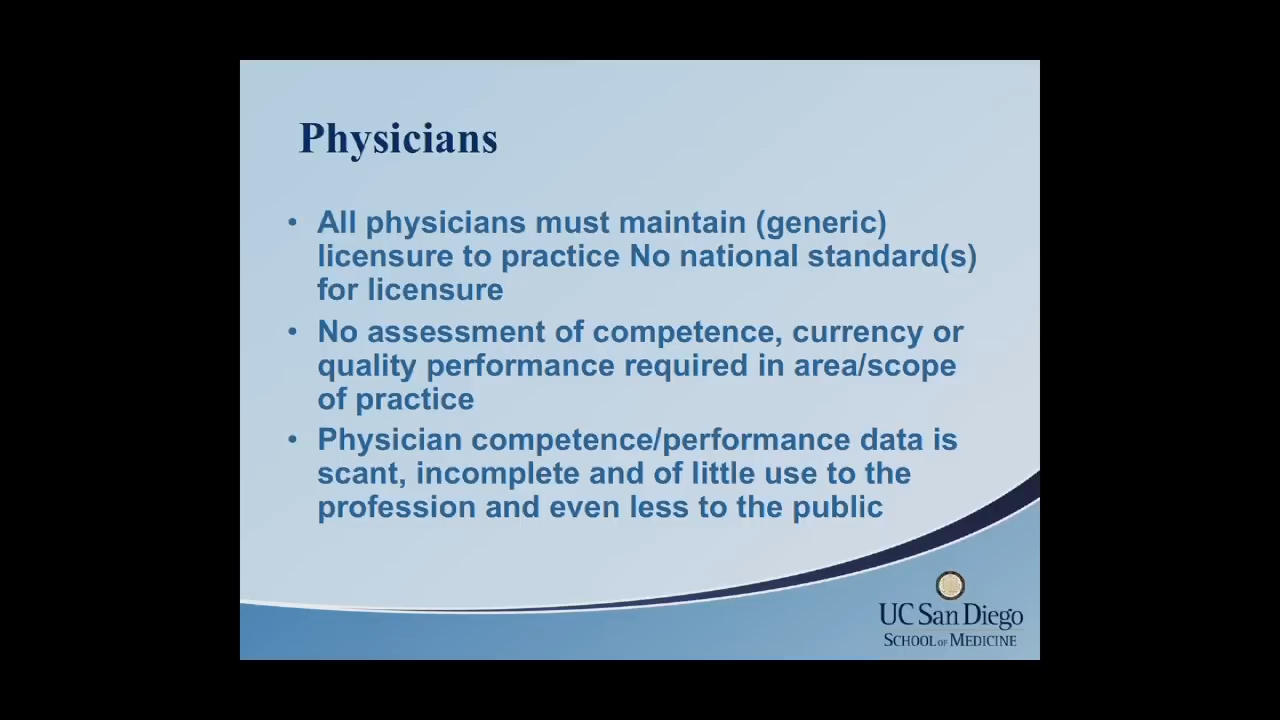 Physicians
• All physicians must maintain (generic)
licensure to practice No national standard(s)
for licensure
• No assessment of competence, currency or
quality performance required in area/scope
of practice
• Physician competence/performance data is
scant, incomplete and of little use to the
profession and even less to the public
UC San Diego
SCHOOL OF MEDICINE